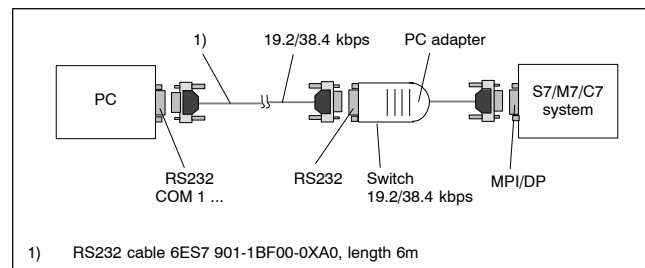 1)
19.2/38.4 kbps
PC adapter
PC
S7/M7/C7
system
RS232
COM 1 ...
RS232
Switch
19.2/38.4 kbps
MPI/DP
1) RS232 cable 6ES7 901-1BF00-0XA0, length 6m